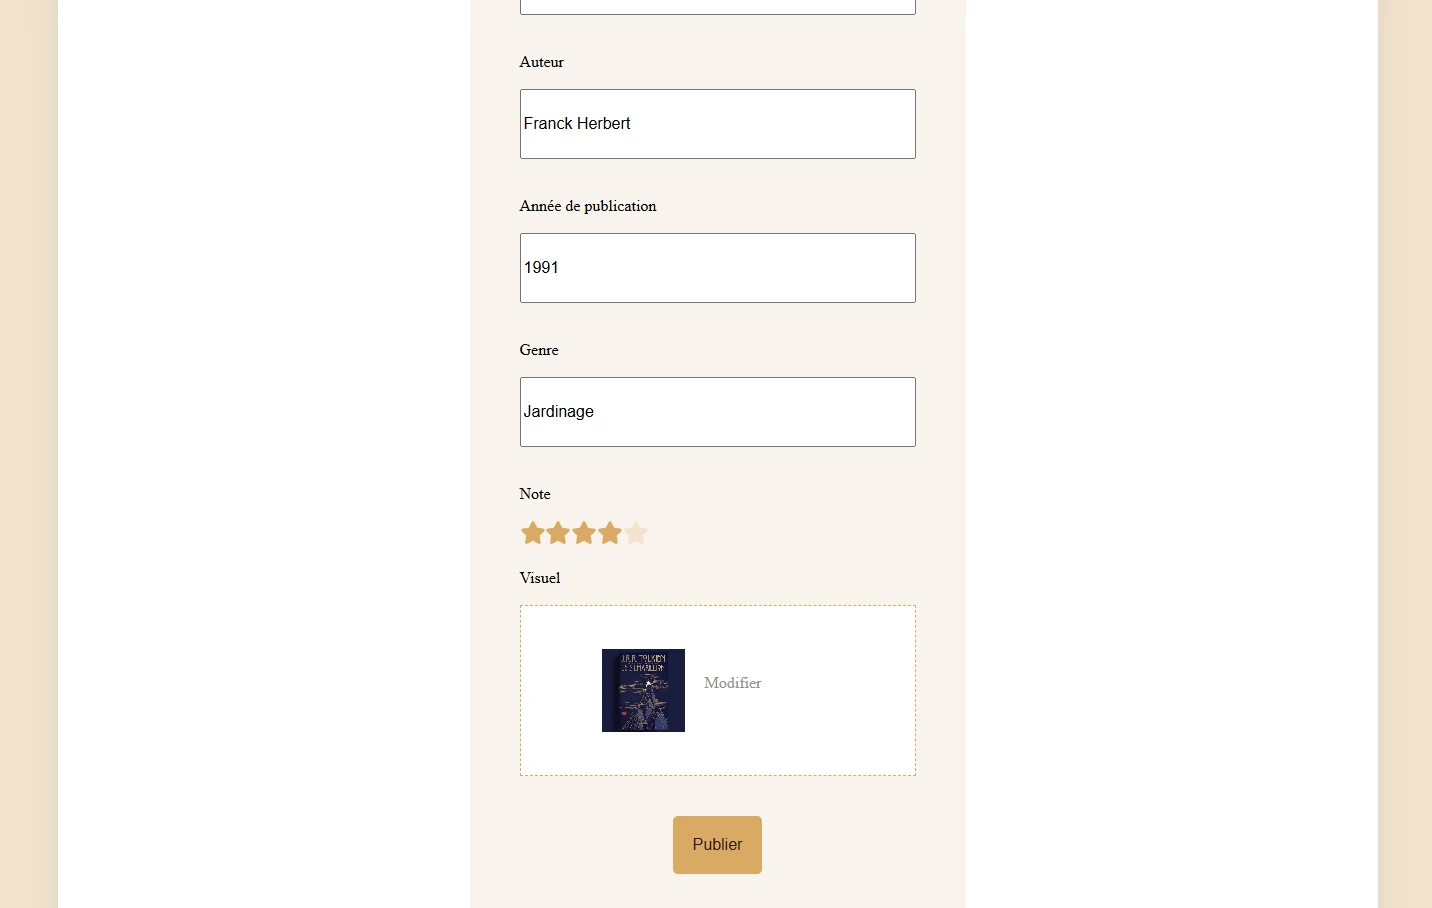 Auteur
Franck Herbert
Année de publication
1991
Genre
Jardinage
Note
Visuel
J.R.R. TOLKIEN
LE SILMARILLION
Modifier
Publier